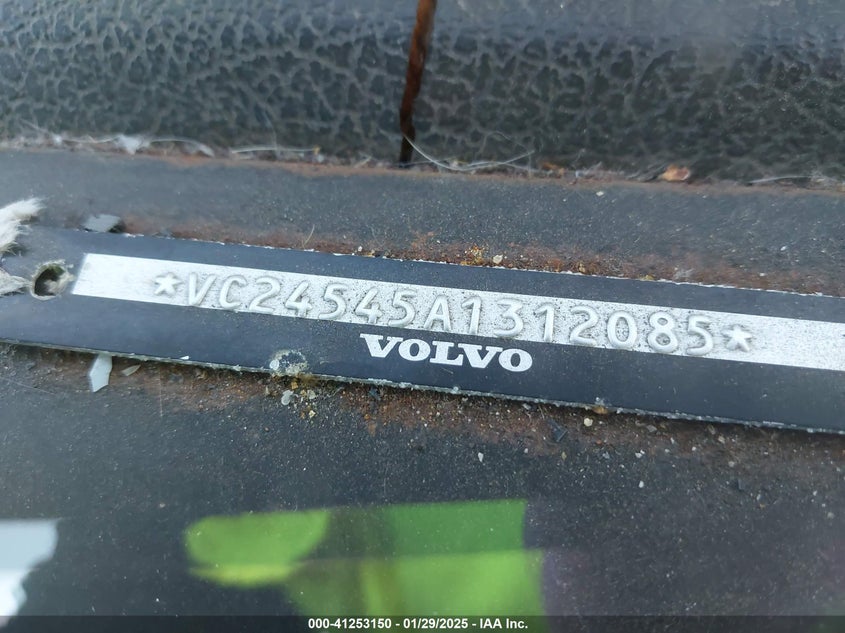 *VC24545A1312085*
VOLVO
000-41253150 • 01/29/2025 - IAA Inc.